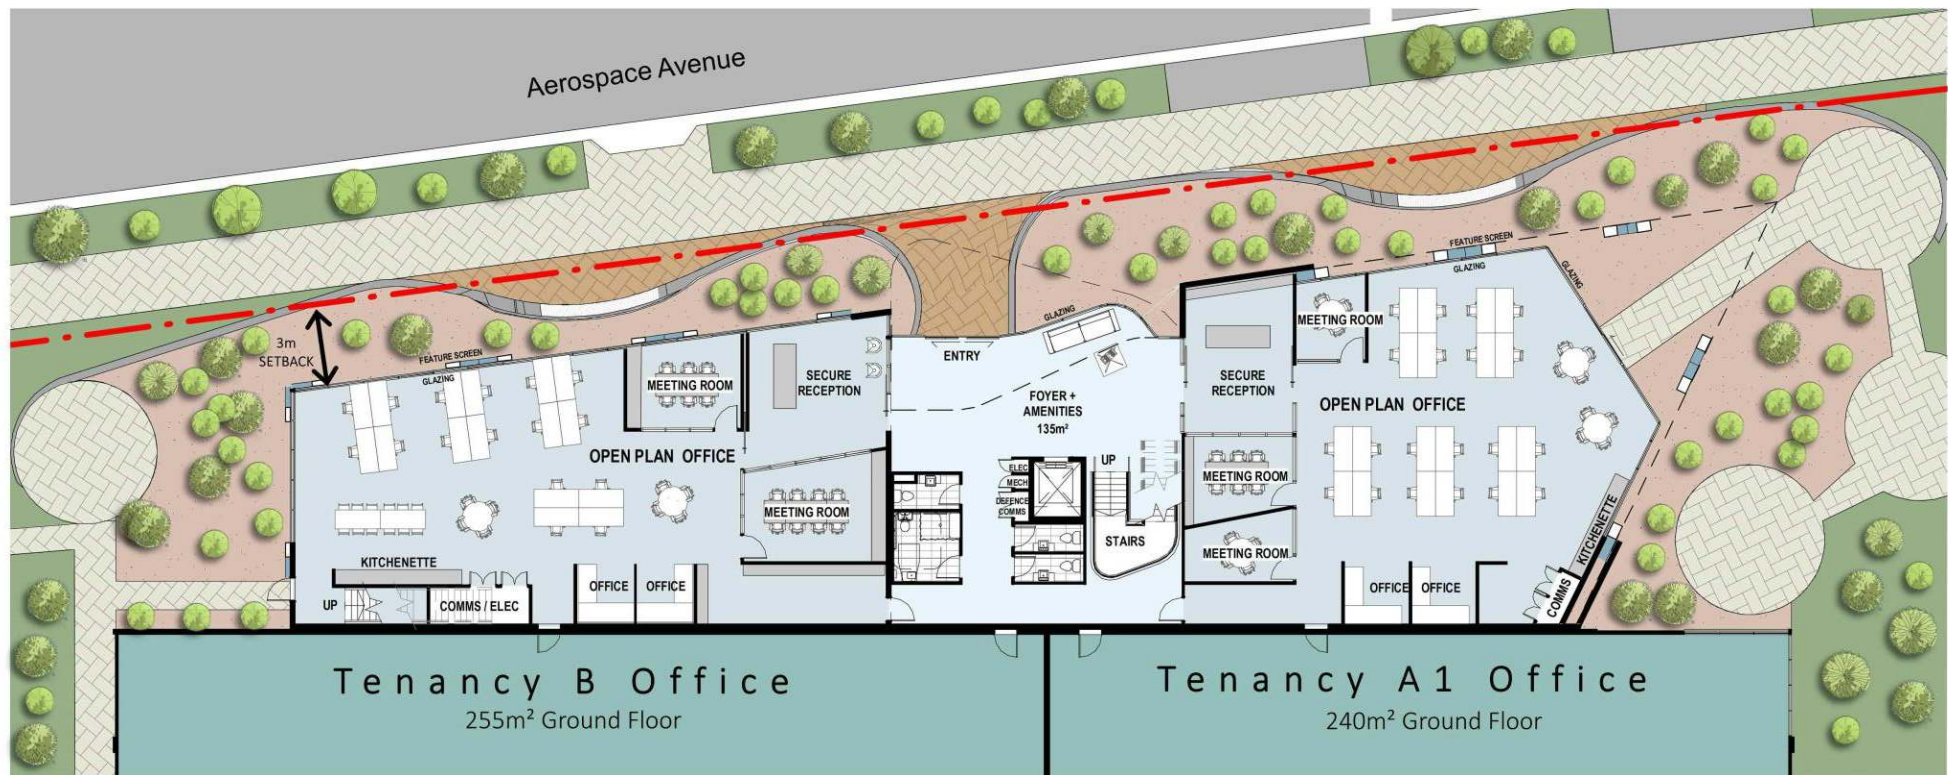 Aerospace Avenue
3m
SETBACK
FEATURE SCREEN
GLAZING
MEETING ROOM
SECURE
RECEPTION
OPEN PLAN OFFICE
MEETING ROOM
KITCHENETTE
UP
COMMS / ELEC
OFFICE
OFFICE
ENTRY
GLAZING
FOYER +
AMENITIES
135m²
ELEC
MECH
DEFENCE
COMMS
UP
STAIRS
SECURE
RECEPTION
MEETING ROOM
FEATURE SCREEN
GLAZING
GLAZING
OPEN PLAN OFFICE
MEETING ROOM
MEETING ROOM
OFFICE
OFFICE
KITCHENETTE
COMMS
Tenancy B Office
255m² Ground Floor
Tenancy A1 Office
240m² Ground Floor